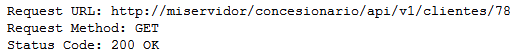 Request URL: http://miservidor/concesionario/api/v1/clientes/78
Request Method: GET
Status Code: 200 OK